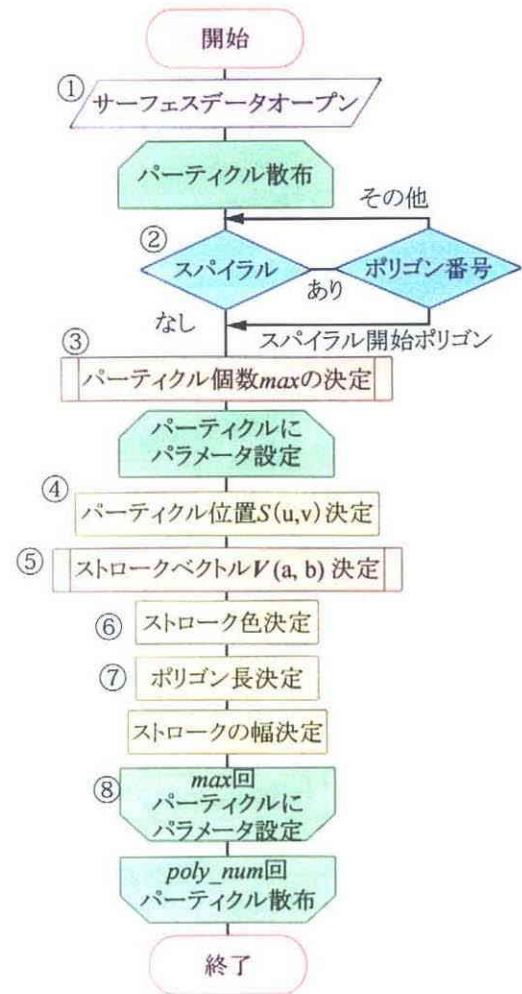 開始
①
サーフェスデータオープン
パーティクル散布
その他
②
スパイラル
ポリゴン番号
あり
なし
スパイラル開始ポリゴン
③
パーティクル個数maxの決定
パーティクルに
パラメータ設定
④
パーティクル位置S(u,v)決定
⑤
ストロークベクトルV(a, b)決定
⑥
ストローク色決定
⑦
ポリゴン長決定
ストロークの幅決定
⑧
max回
パーティクルに
パラメータ設定
poly_num回
パーティクル散布
終了